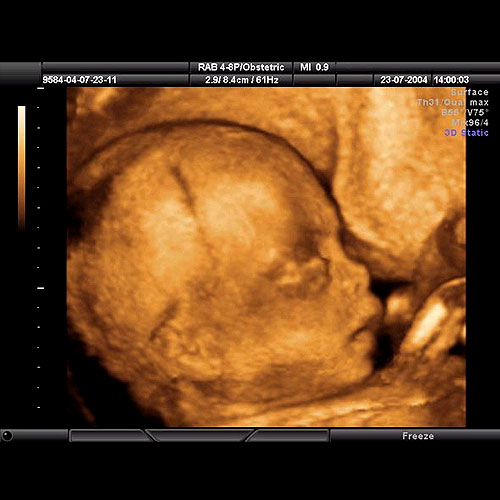 RAB 4-8P/Obstetric MI 0.9
9584-04-07-23-11 2.9/8.4cm/61Hz 23-07-2004 14:00:03
Surface
Th31/Qual max
B56°/V75°
Mix96/4
3D Static
Freeze